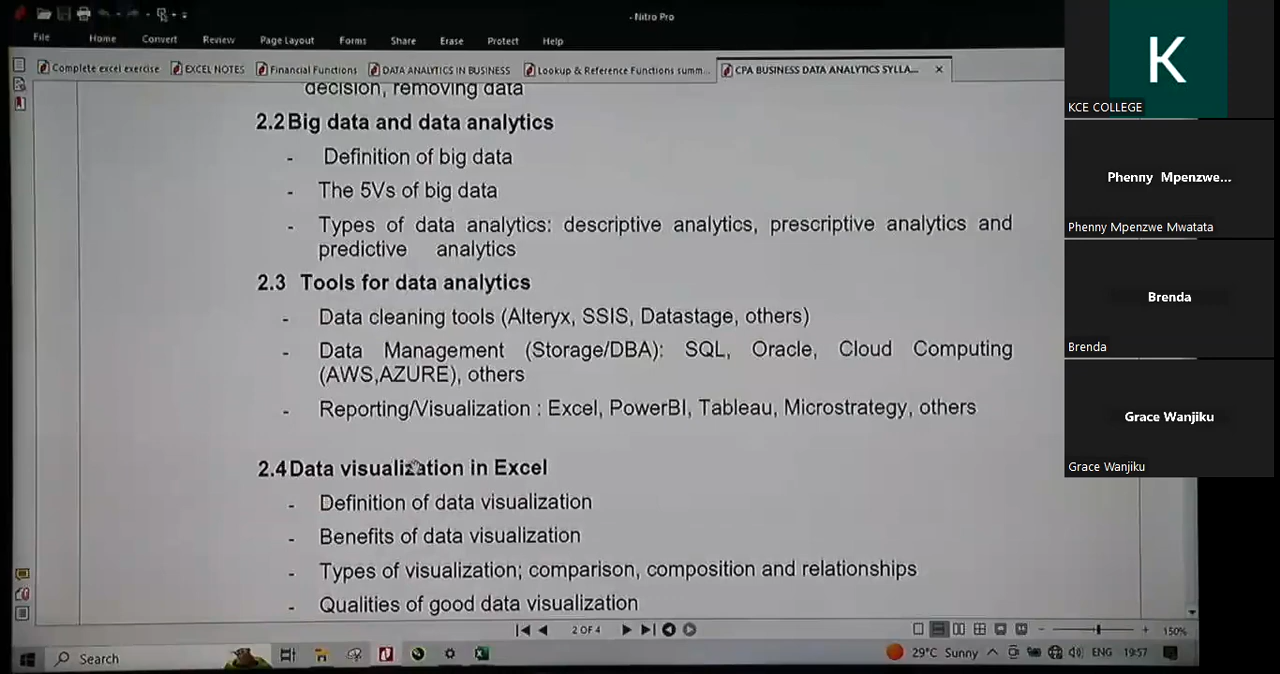 - Nitro Pro
File Home Convert Review Page Layout Forms Share Erase Protect Help
Complete excel exercise EXCEL NOTES Financial Functions DATA ANALYTICS IN BUSINESS Lookup & Reference Functions summ... CPA BUSINESS DATA ANALYTICS SYLLA... ×
decision, removing data
2.2 Big data and data analytics
- Definition of big data
- The 5Vs of big data
- Types of data analytics: descriptive analytics, prescriptive analytics and
predictive analytics
2.3 Tools for data analytics
- Data cleaning tools (Alteryx, SSIS, Datastage, others)
- Data Management (Storage/DBA): SQL, Oracle, Cloud Computing
(AWS,AZURE), others
- Reporting/Visualization : Excel, PowerBI, Tableau, Microstrategy, others
2.4 Data visualization in Excel
- Definition of data visualization
- Benefits of data visualization
- Types of visualization; comparison, composition and relationships
- Qualities of good data visualization
2 OF 4
150%
Search
29°C Sunny
ENG
19:57
K
KCE COLLEGE
Phenny Mpenzwe...
Phenny Mpenzwe Mwatata
Brenda
Brenda
Grace Wanjiku
Grace Wanjiku